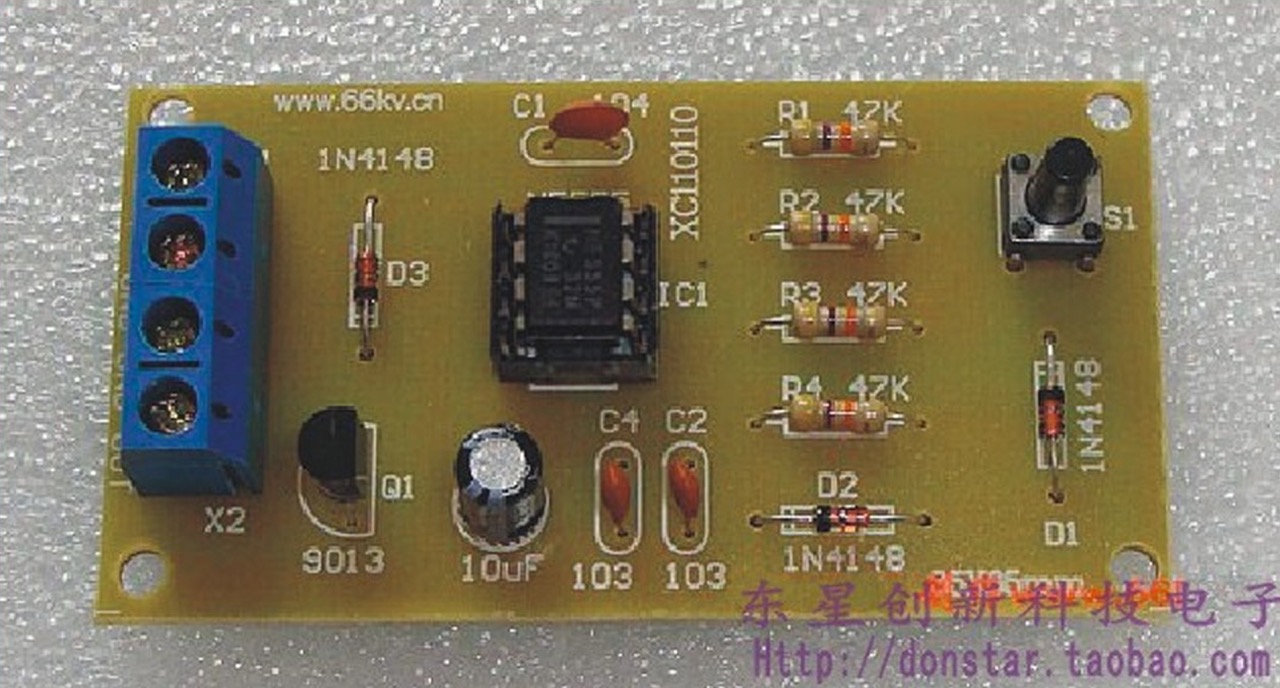 www.66kv.cn
C1 104
1N4148
XC110110
R1 47K
R2 47K
S1
D3
IC1
R3 47K
R4 47K
1N4148
C4 C2
Q1
D2
X2
9013
10uF
103
103
1N4148
D1
东星创新科技电子
Http://donstar.taobao.com